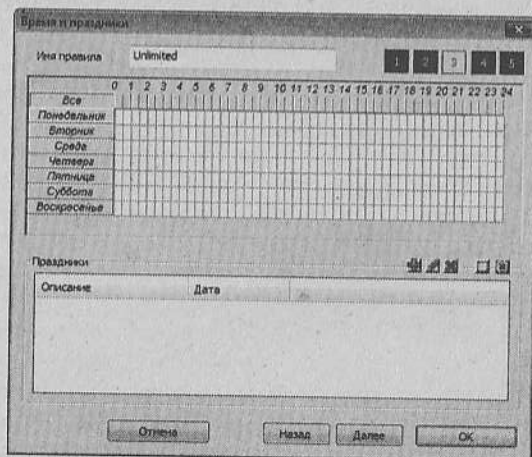 Время и праздники
Имя правила Unlimited 1 2 3 4 5
0 1 2 3 4 5 6 7 8 9 10 11 12 13 14 15 16 17 18 19 20 21 22 23 24
Все
Понедельник
Вторник
Среда
Четверг
Пятница
Суббота
Воскресенье
Праздники
Описание Дата
Отмена Назад Далее OK